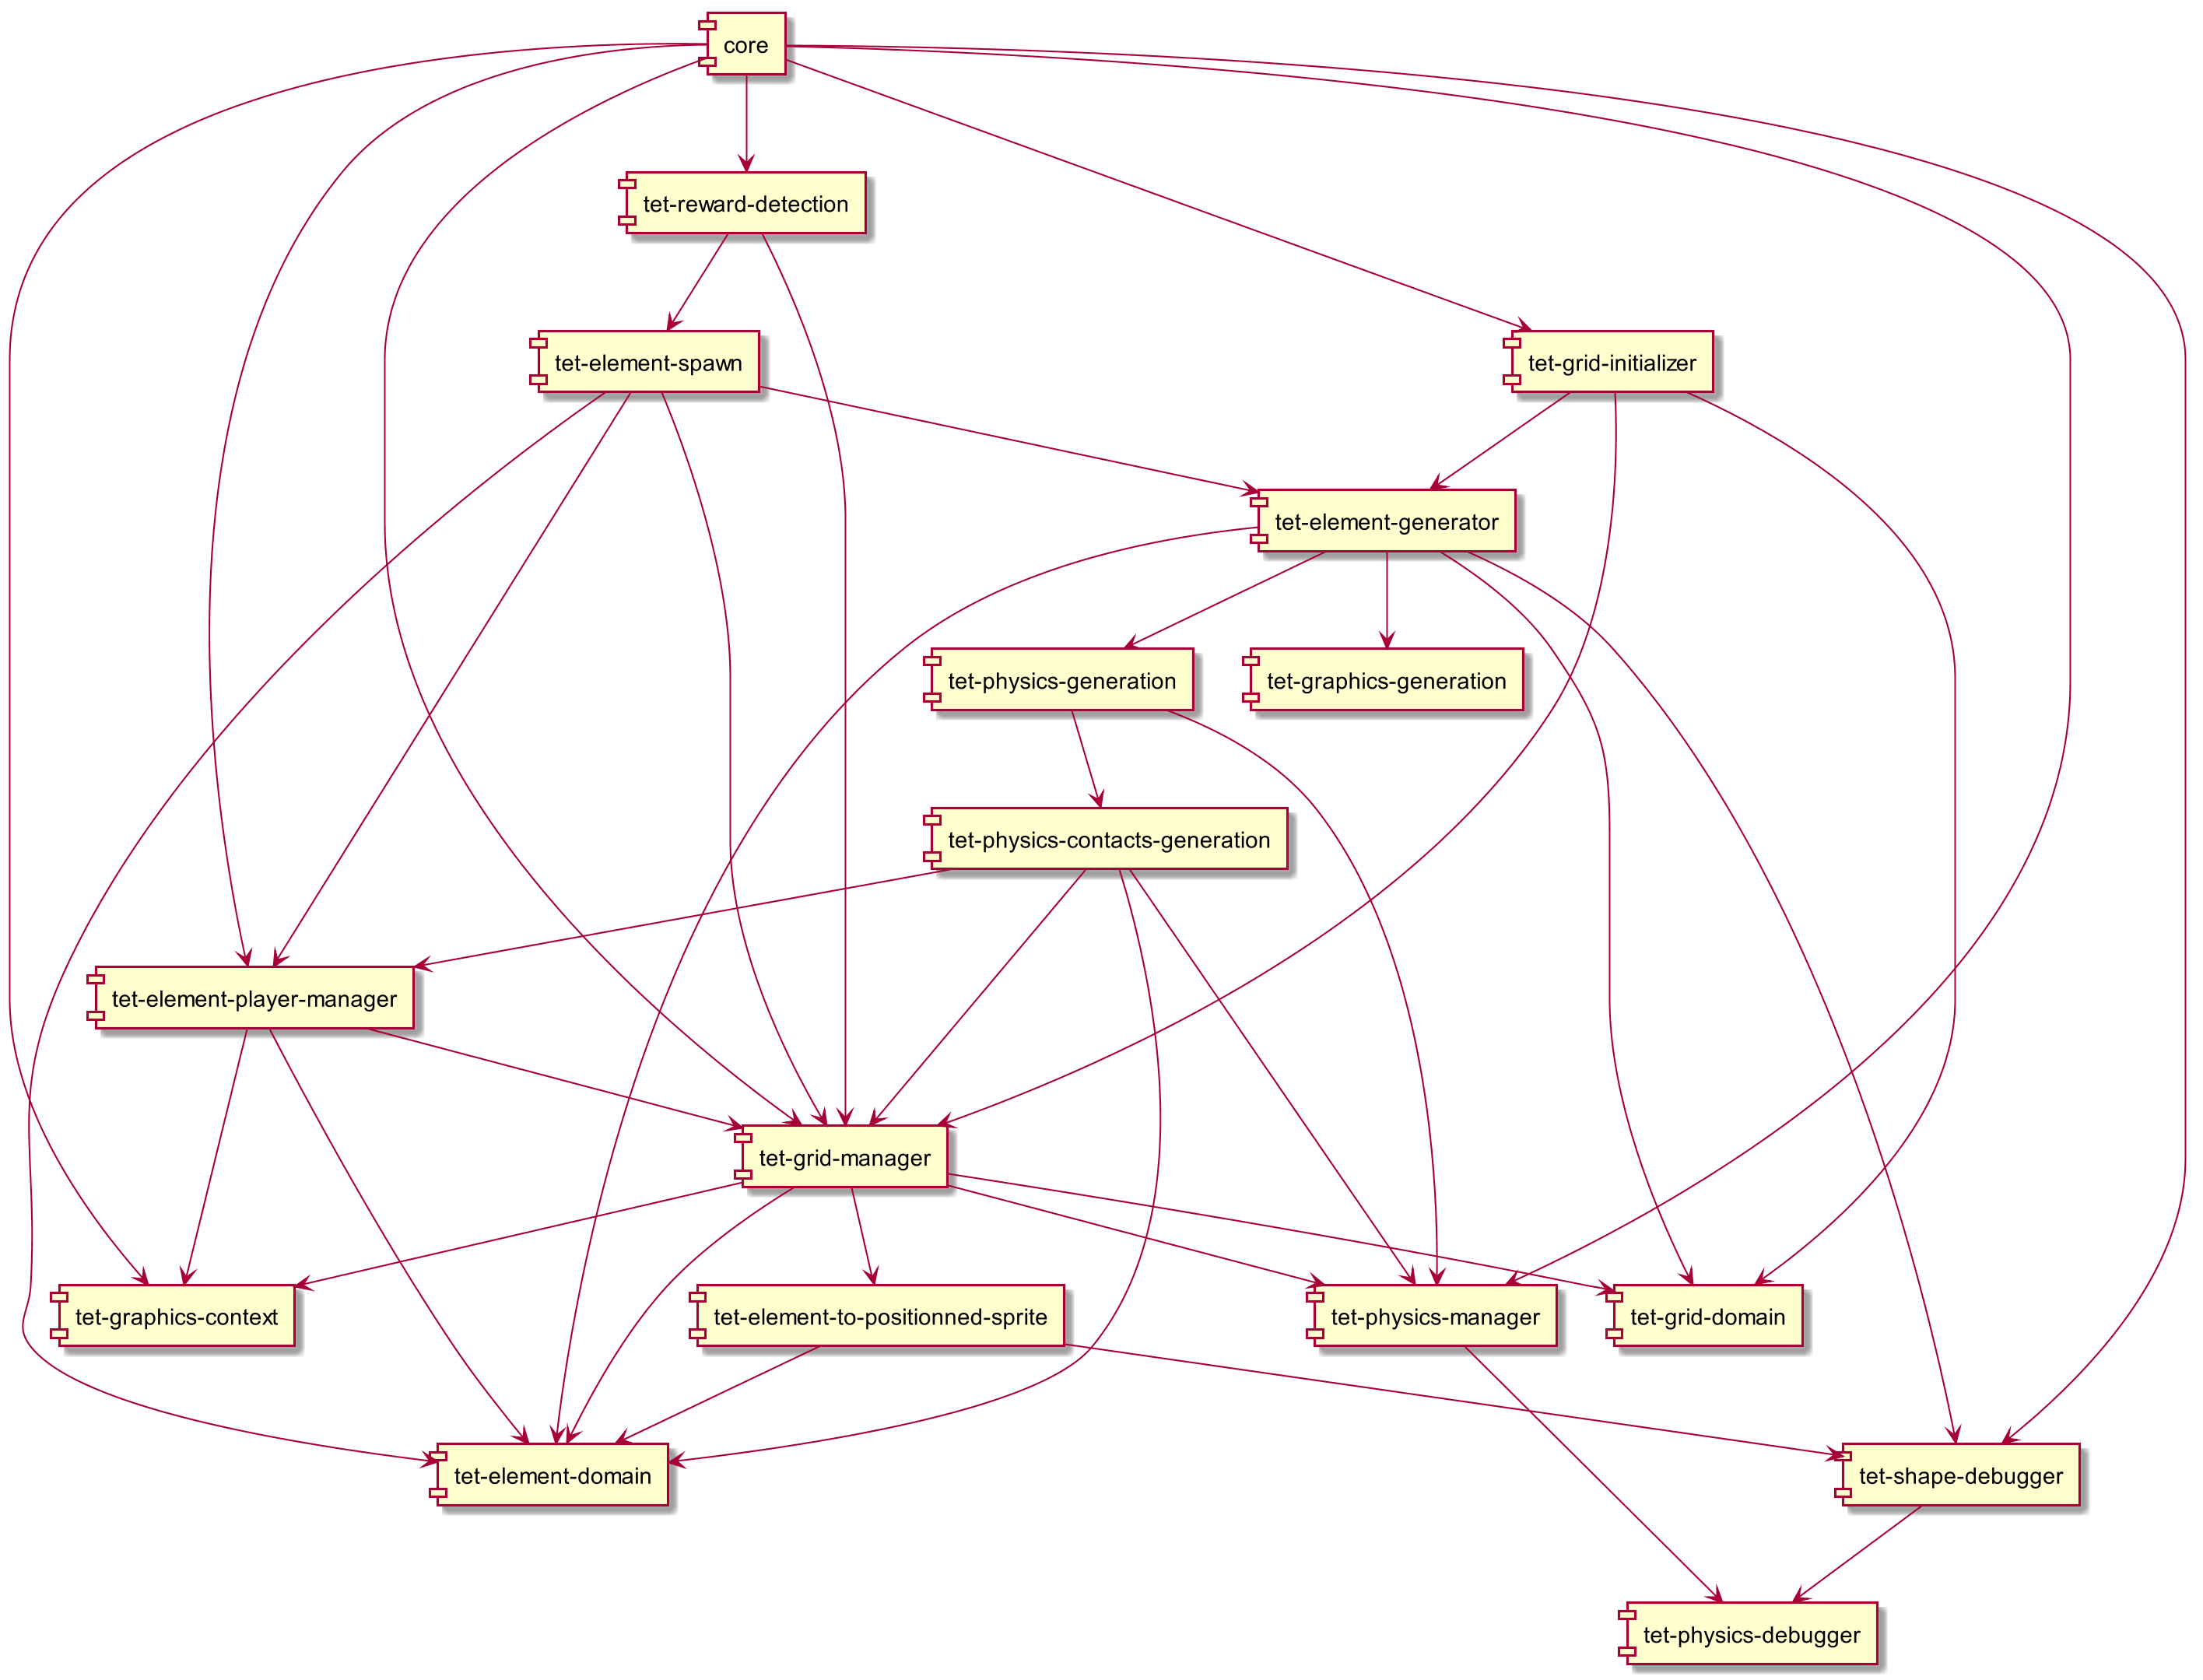 core
tet-reward-detection
tet-element-spawn
tet-grid-initializer
tet-element-generator
tet-physics-generation
tet-graphics-generation
tet-physics-contacts-generation
tet-element-player-manager
tet-grid-manager
tet-graphics-context
tet-element-to-positionned-sprite
tet-physics-manager
tet-grid-domain
tet-element-domain
tet-shape-debugger
tet-physics-debugger